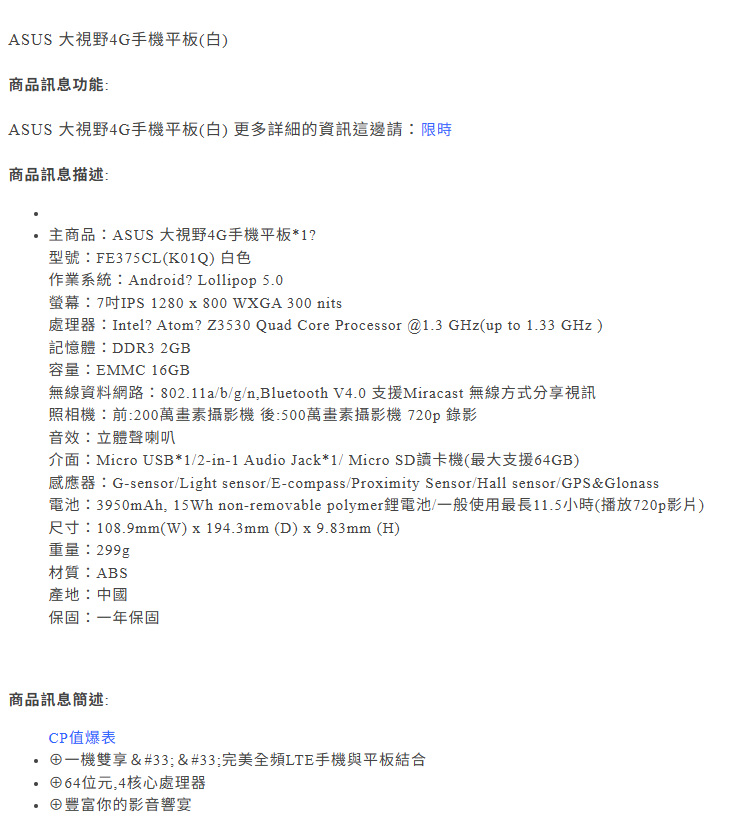 ASUS 大視野4G手機平板(白)
商品訊息功能:
ASUS 大視野4G手機平板(白) 更多詳細的資訊這邊請：限時
商品訊息描述:
主商品：ASUS 大視野4G手機平板*1?
型號：FE375CL(K01Q) 白色
作業系統：Android? Lollipop 5.0
螢幕：7吋IPS 1280 x 800 WXGA 300 nits
處理器：Intel? Atom? Z3530 Quad Core Processor @1.3 GHz(up to 1.33 GHz )
記憶體：DDR3 2GB
容量：EMMC 16GB
無線資料網路：802.11a/b/g/n,Bluetooth V4.0 支援Miracast 無線方式分享視訊
照相機：前:200萬畫素攝影機 後:500萬畫素攝影機 720p 錄影
音效：立體聲喇叭
介面：Micro USB*1/2-in-1 Audio Jack*1/ Micro SD讀卡機(最大支援64GB)
感應器：G-sensor/Light sensor/E-compass/Proximity Sensor/Hall sensor/GPS&Glonass
電池：3950mAh, 15Wh non-removable polymer鋰電池/一般使用最長11.5小時(播放720p影片)
尺寸：108.9mm(W) x 194.3mm (D) x 9.83mm (H)
重量：299g
材質：ABS
產地：中國
保固：一年保固
商品訊息簡述:
CP值爆表
⊕一機雙享＆#33;＆#33;完美全頻LTE手機與平板結合
⊕64位元,4核心處理器
⊕豐富你的影音響宴